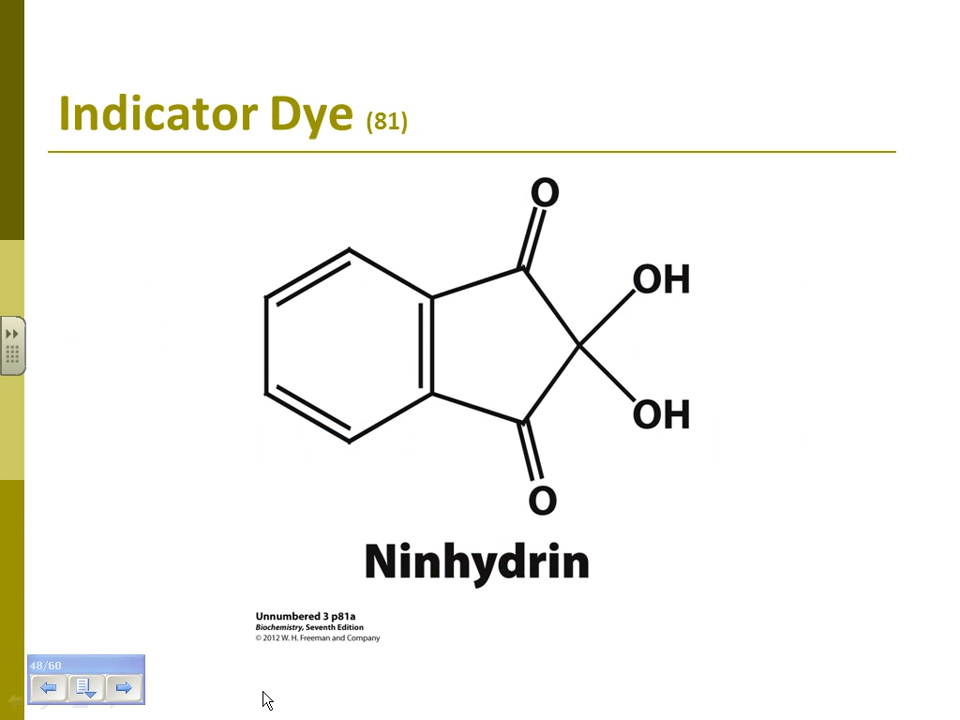 Indicator Dye (81)
O
OH
OH
O
Ninhydrin
Unnumbered 3 p81a
Biochemistry, Seventh Edition
© 2012 W. H. Freeman and Company
48/60